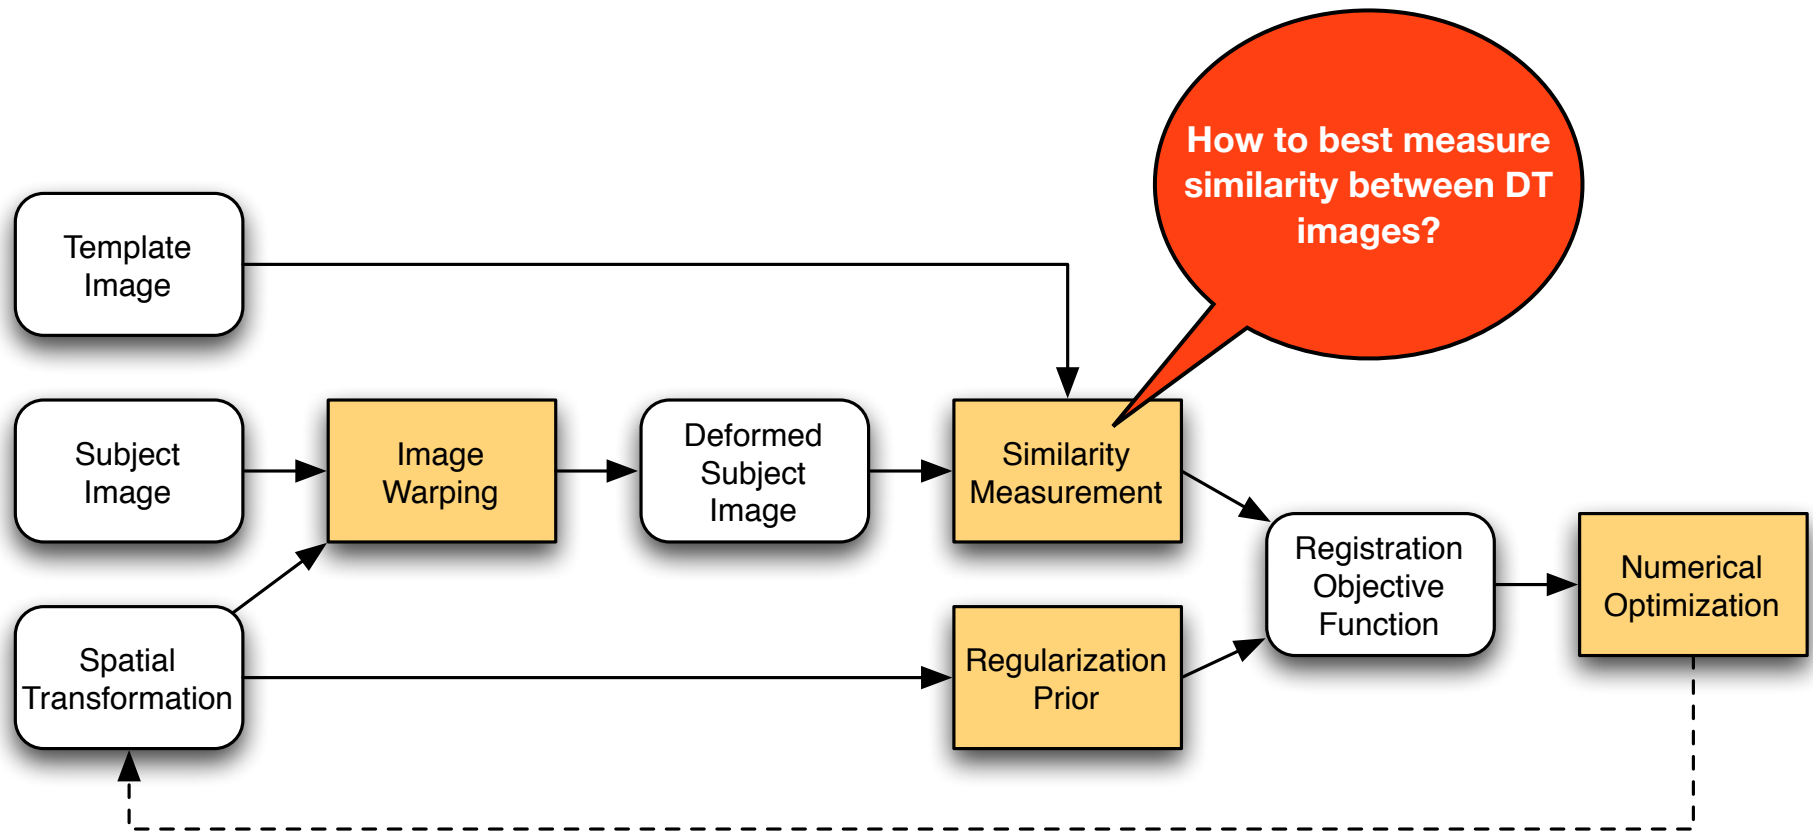 How to best measure
similarity between DT
images?
Template
Image
Subject
Image
Image
Warping
Deformed
Subject
Image
Similarity
Measurement
Spatial
Transformation
Regularization
Prior
Registration
Objective
Function
Numerical
Optimization